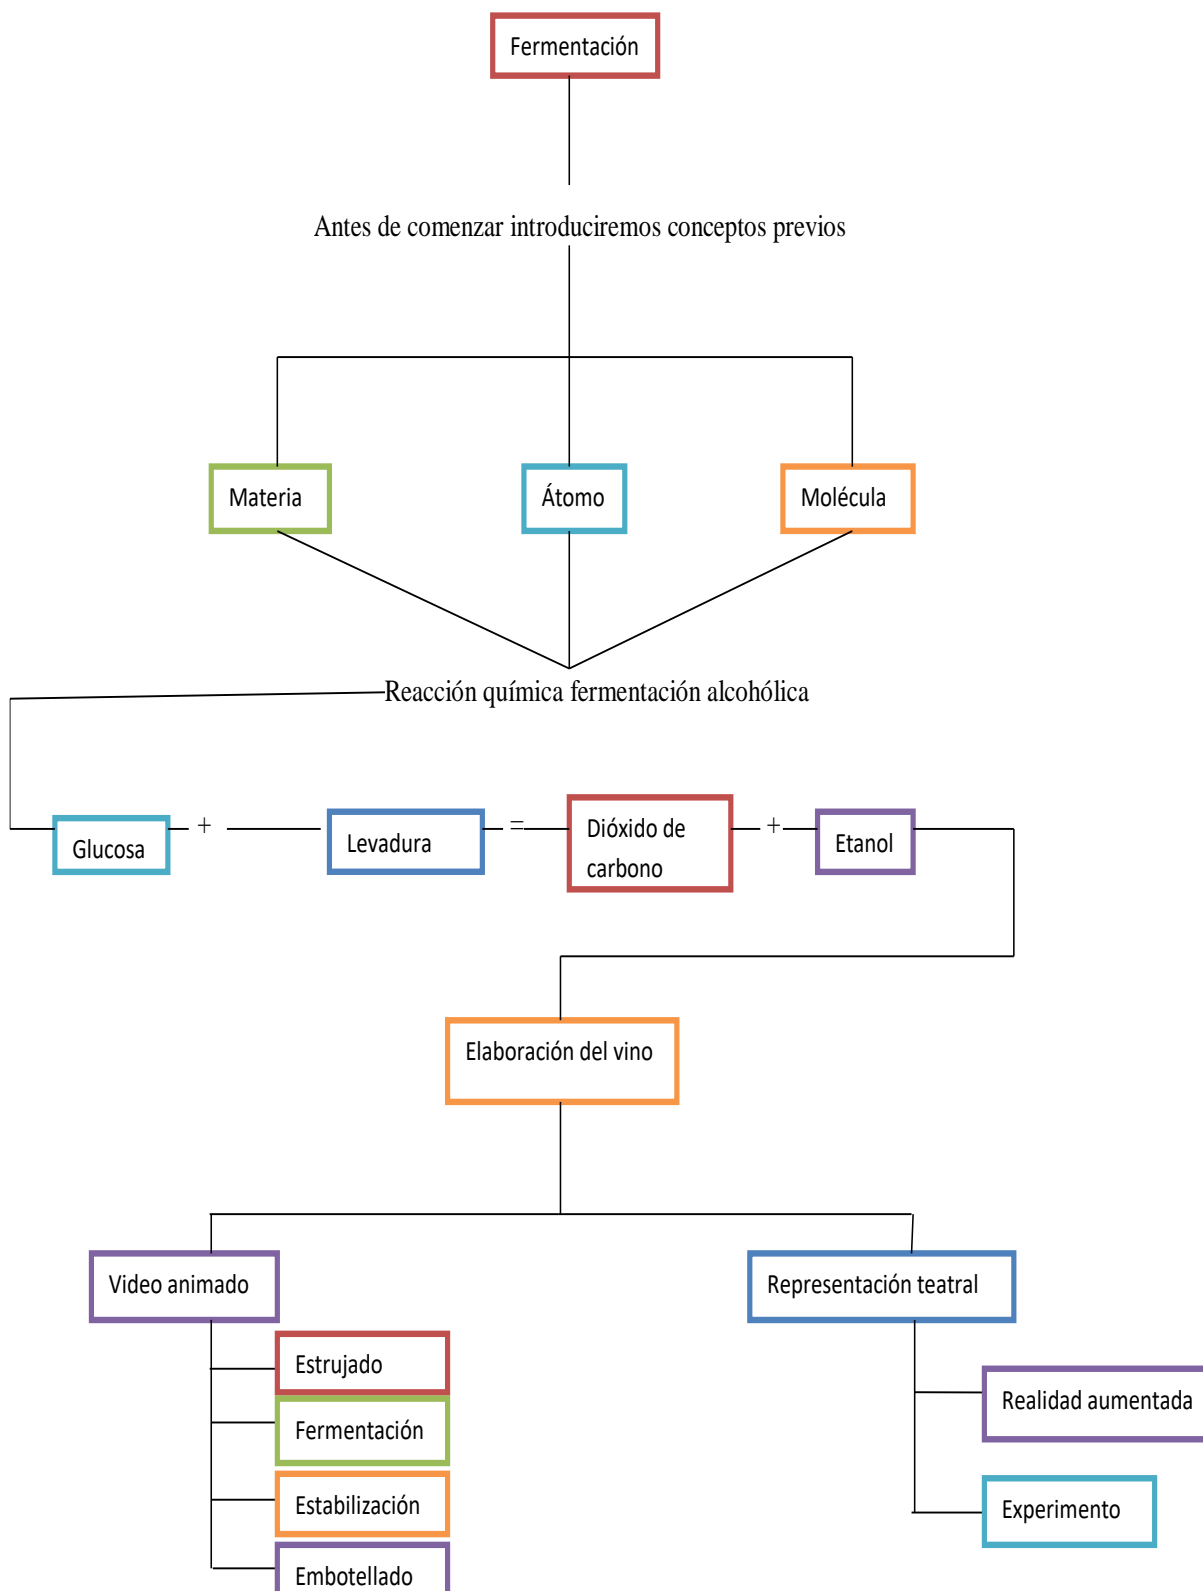 Fermentación
Antes de comenzar introduciremos conceptos previos
Materia
Átomo
Molécula
Reacción química fermentación alcohólica
Glucosa + Levadura = Dióxido de + Etanol
carbono
Elaboración del vino
Video animado
Representación teatral
Estrujado
Fermentación
Estabilización
Embotellado
Realidad aumentada
Experimento